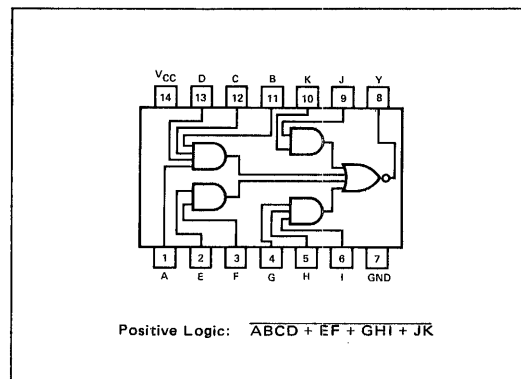 VCC D C B K J Y
14 13 12 11 10 9 8
1 2 3 4 5 6 7
A E F G H I GND
Positive Logic: ABCD + EF + GHI + JK